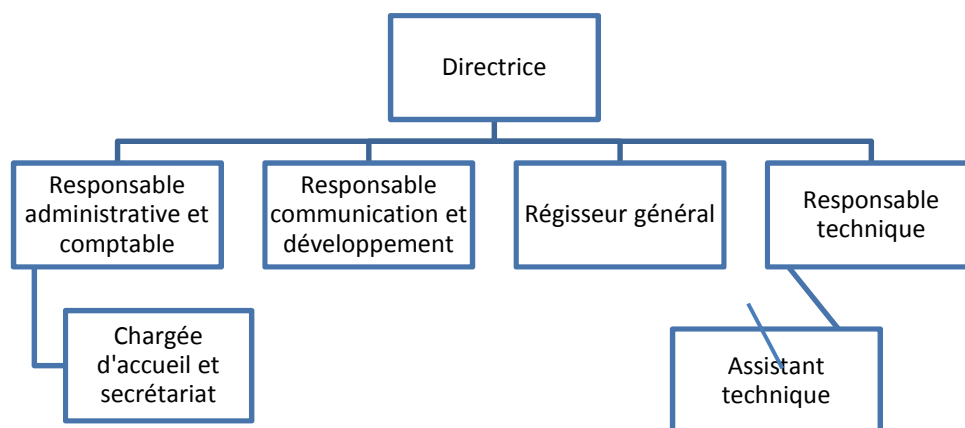 Directrice
Responsable
administrative et
comptable
Responsable
communication et
développement
Régisseur général
Responsable
technique
Chargée
d'accueil et
secrétariat
Assistant
technique